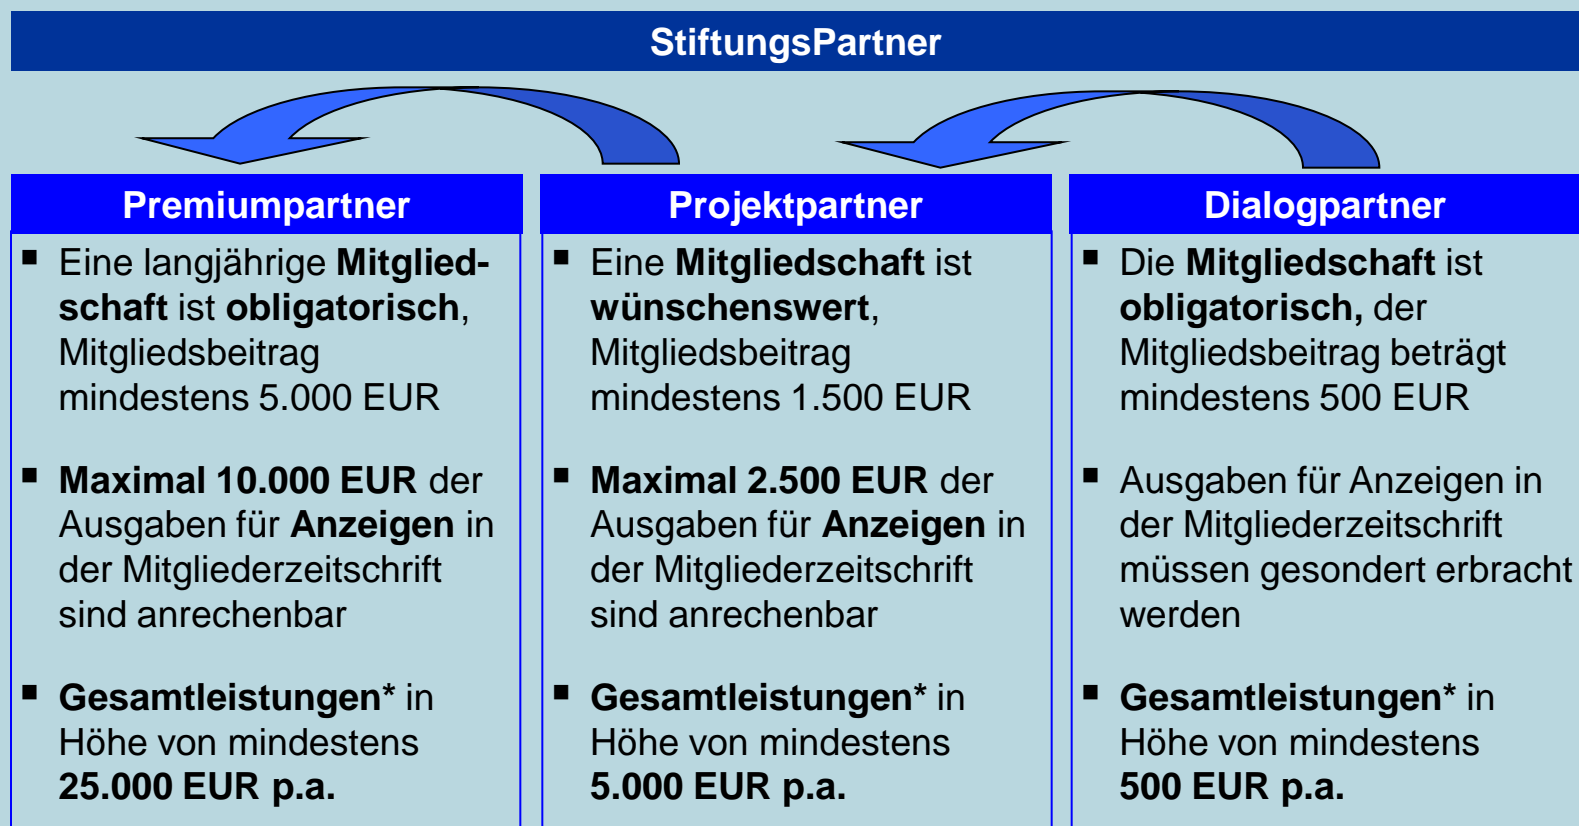 StiftungsPartner
Premiumpartner
▪ Eine langjährige Mitglied-
schaft ist obligatorisch,
Mitgliedsbeitrag
mindestens 5.000 EUR
▪ Maximal 10.000 EUR der
Ausgaben für Anzeigen in
der Mitgliederzeitschrift
sind anrechenbar
▪ Gesamtleistungen* in
Höhe von mindestens
25.000 EUR p.a.
Projektpartner
▪ Eine Mitgliedschaft ist
wünschenswert,
Mitgliedsbeitrag
mindestens 1.500 EUR
▪ Maximal 2.500 EUR der
Ausgaben für Anzeigen in
der Mitgliederzeitschrift
sind anrechenbar
▪ Gesamtleistungen* in
Höhe von mindestens
5.000 EUR p.a.
Dialogpartner
▪ Die Mitgliedschaft ist
obligatorisch, der
Mitgliedsbeitrag beträgt
mindestens 500 EUR
▪ Ausgaben für Anzeigen in
der Mitgliederzeitschrift
müssen gesondert erbracht
werden
▪ Gesamtleistungen* in
Höhe von mindestens
500 EUR p.a.